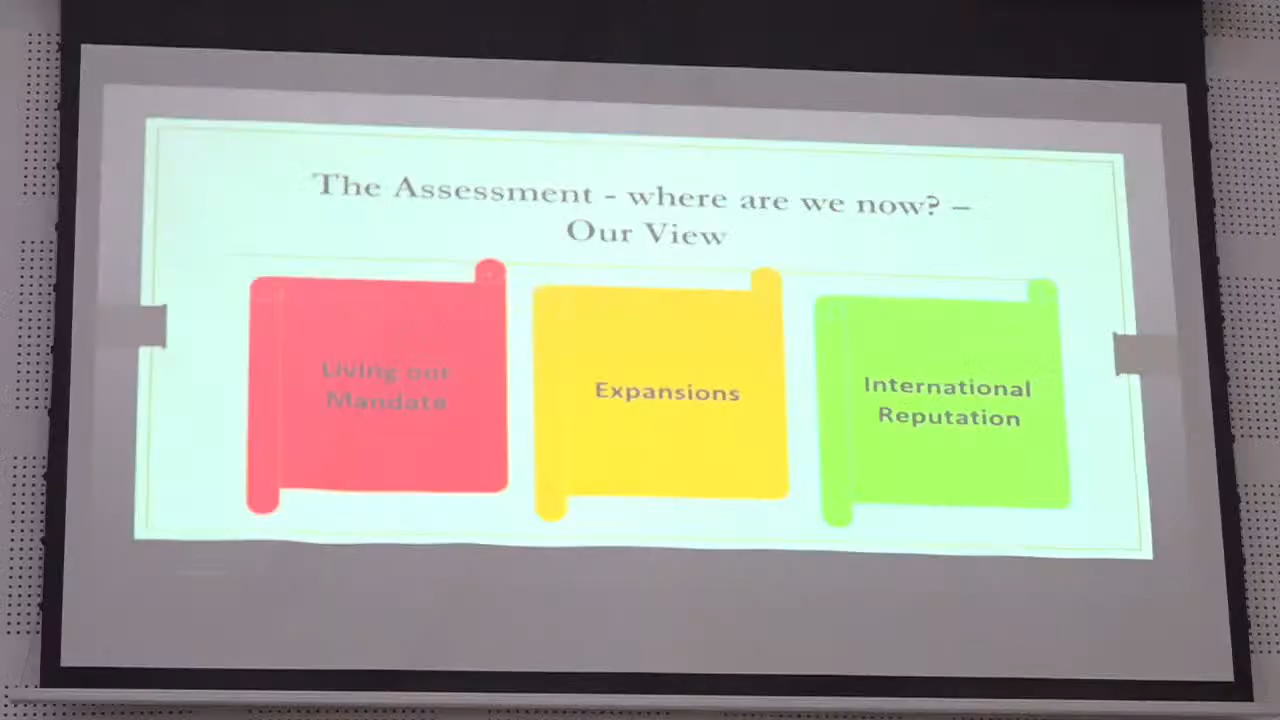 The Assessment - where are we now? –
Our View
Living our
Mandate
Expansions
International
Reputation